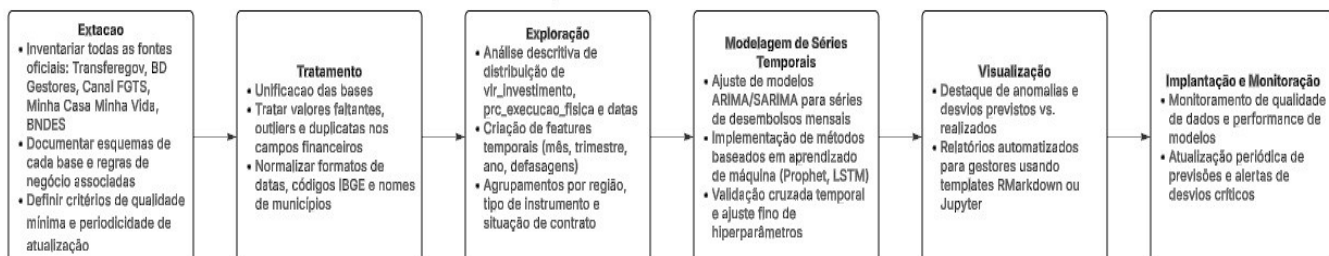 Extacao
• Inventariar todas as fontes
oficiais: Transferegov, BD
Gestores, Canal FGTS,
Minha Casa Minha Vida,
BNDES
• Documentar esquemas de
cada base e regras de
negócio associadas
• Definir critérios de qualidade
mínima e periodicidade de
atualização
Tratamento
• Unificacao das bases
• Tratar valores faltantes,
outliers e duplicatas nos
campos financeiros
• Normalizar formatos de
datas, códigos IBGE e nomes
de municípios
Exploração
• Análise descritiva de
distribuição de
vlr_investimento,
prc_execucao_fisica e datas
• Criação de features
temporais (mês, trimestre,
ano, defasagens)
• Agrupamentos por região,
tipo de instrumento e
situação de contrato
Modelagem de Séries
Temporais
• Ajuste de modelos
ARIMA/SARIMA para séries
de desembolsos mensais
• Implementação de métodos
baseados em aprendizado
de máquina (Prophet, LSTM)
• Validação cruzada temporal
e ajuste fino de
hiperparâmetros
Visualização
• Destaque de anomalias e
desvios previstos vs.
realizados
• Relatórios automatizados
para gestores usando
templates RMarkdown ou
Jupyter
Implantação e Monitoração
• Monitoramento de qualidade
de dados e performance de
modelos
• Atualização periódica de
previsões e alertas de
desvios críticos